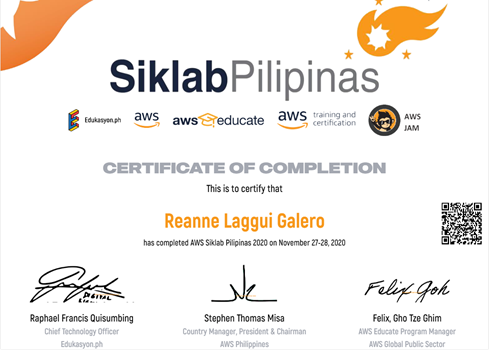 SiklabPilipinas
Edukasyon.ph
aws
aws educate
aws training and certification
AWS JAM
CERTIFICATE OF COMPLETION
This is to certify that
Reanne Laggui Galero
has completed AWS Siklab Pilipinas 2020 on November 27-28, 2020
DIGITAL
Felix Goh
Raphael Francis Quisumbing
Chief Technology Officer
Edukasyon.ph
Stephen Thomas Misa
Country Manager, President & Chairman
AWS Philippines
Felix, Gho Tze Ghim
AWS Educate Program Manager
AWS Global Public Sector